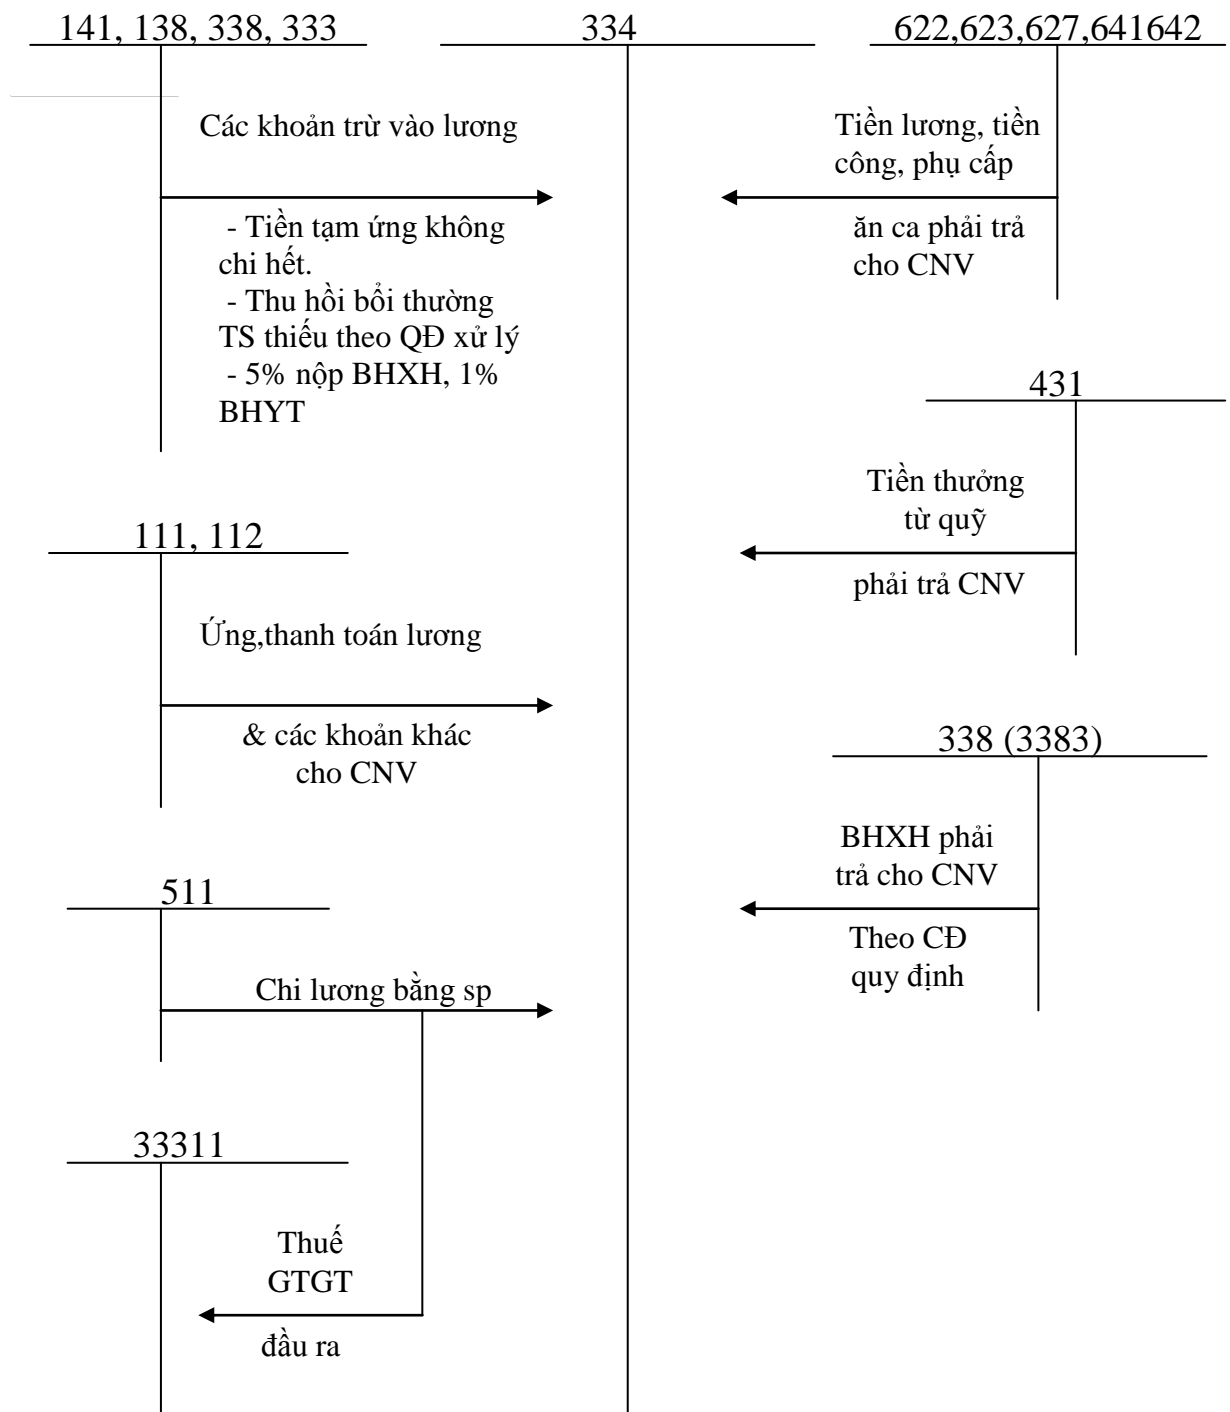 141, 138, 338, 333
334
622,623,627,641642
Các khoản trừ vào lương
- Tiền tạm ứng không
chi hết.
- Thu hồi bổi thường
TS thiếu theo QĐ xử lý
- 5% nộp BHXH, 1%
BHYT
Tiền lương, tiền
công, phụ cấp
ăn ca phải trả
cho CNV
431
Tiền thưởng
từ quỹ
phải trả CNV
111, 112
Ứng,thanh toán lương
& các khoản khác
cho CNV
338 (3383)
BHXH phải
trả cho CNV
Theo CĐ
quy định
511
Chi lương bằng sp
33311
Thuế
GTGT
đầu ra